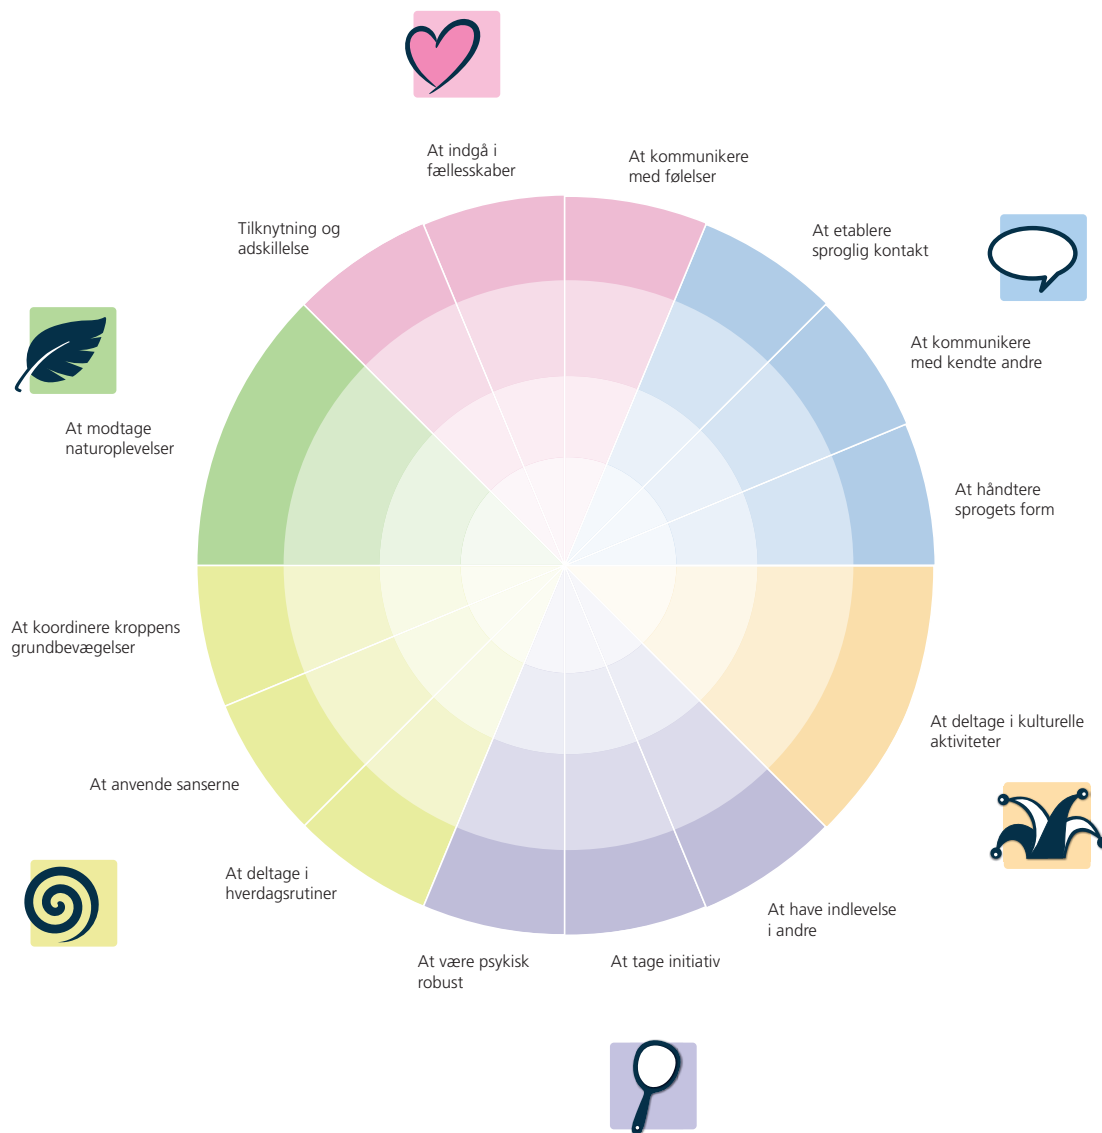 At indgå i
fællesskaber
At kommunikere
med følelser
At etablere
sproglig kontakt
At kommunikere
med kendte andre
At håndtere
sprogets form
At deltage i kulturelle
aktiviteter
At have indlevelse
i andre
At tage initiativ
At være psykisk
robust
At deltage i
hverdagsrutiner
At anvende sanserne
At koordinere kroppens
grundbevægelser
At modtage
naturoplevelser
Tilknytning og
adskillelse